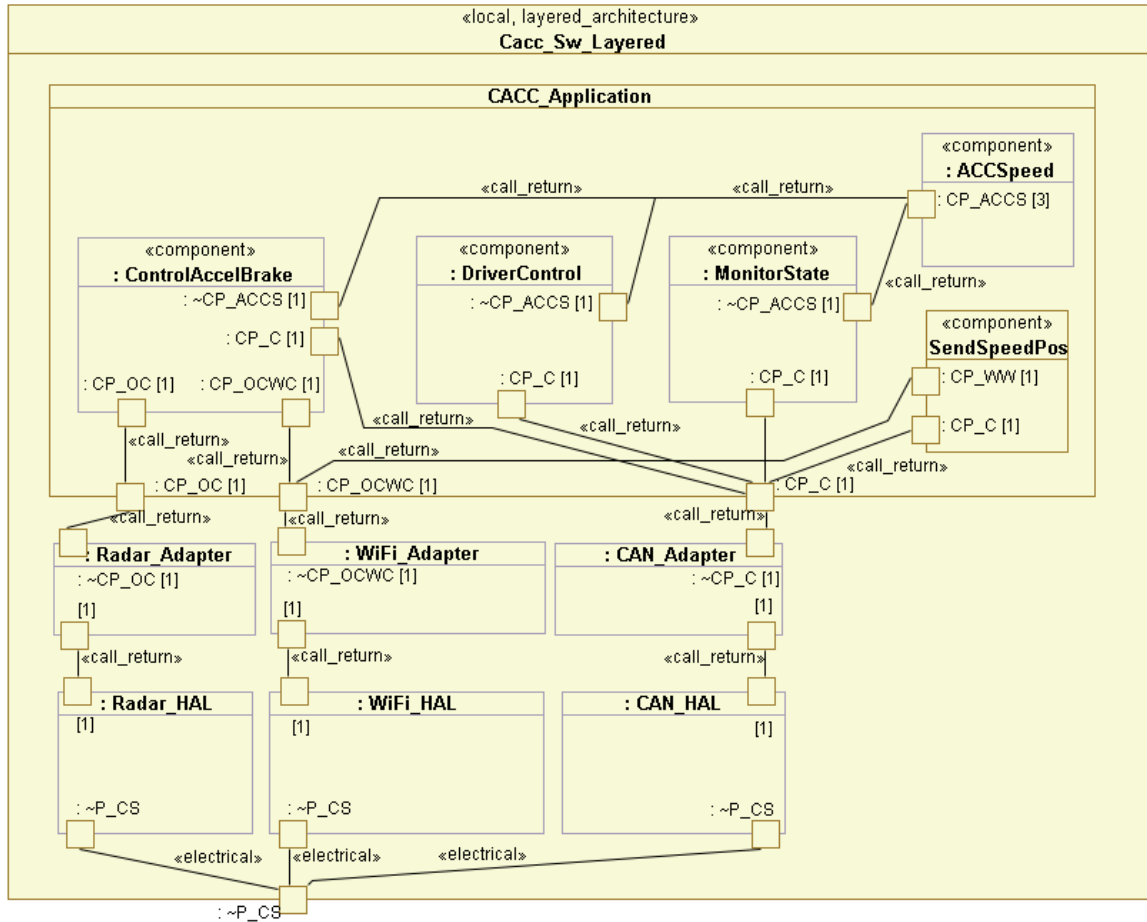 «local, layered_architecture»
Cacc_Sw_Layered
CACC_Application
«component»
: ACCSpeed
: CP_ACCS [3]
«call_return»
«call_return»
«component»
: ControlAccelBrake
: ~CP_ACCS [1]
: CP_C [1]
: CP_OC [1]
: CP_OCWC [1]
«component»
: DriverControl
: ~CP_ACCS [1]
: CP_C [1]
«component»
: MonitorState
: ~CP_ACCS [1]
: CP_C [1]
«call_return»
«component»
SendSpeedPos
: CP_WW [1]
: CP_C [1]
«call_return»
«call_return»
«call_return»
«call_return»
«call_return»
: CP_OC [1]
: CP_OCWC [1]
: CP_C [1]
«call_return»
«call_return»
«call_return»
: Radar_Adapter
: ~CP_OC [1]
[1]
: WiFi_Adapter
: ~CP_OCWC [1]
[1]
: CAN_Adapter
: ~CP_C [1]
[1]
«call_return»
«call_return»
«call_return»
: Radar_HAL
[1]
: ~P_CS
: WiFi_HAL
[1]
: ~P_CS
: CAN_HAL
[1]
: ~P_CS
«electrical»
«electrical»
«electrical»
: ~P_CS